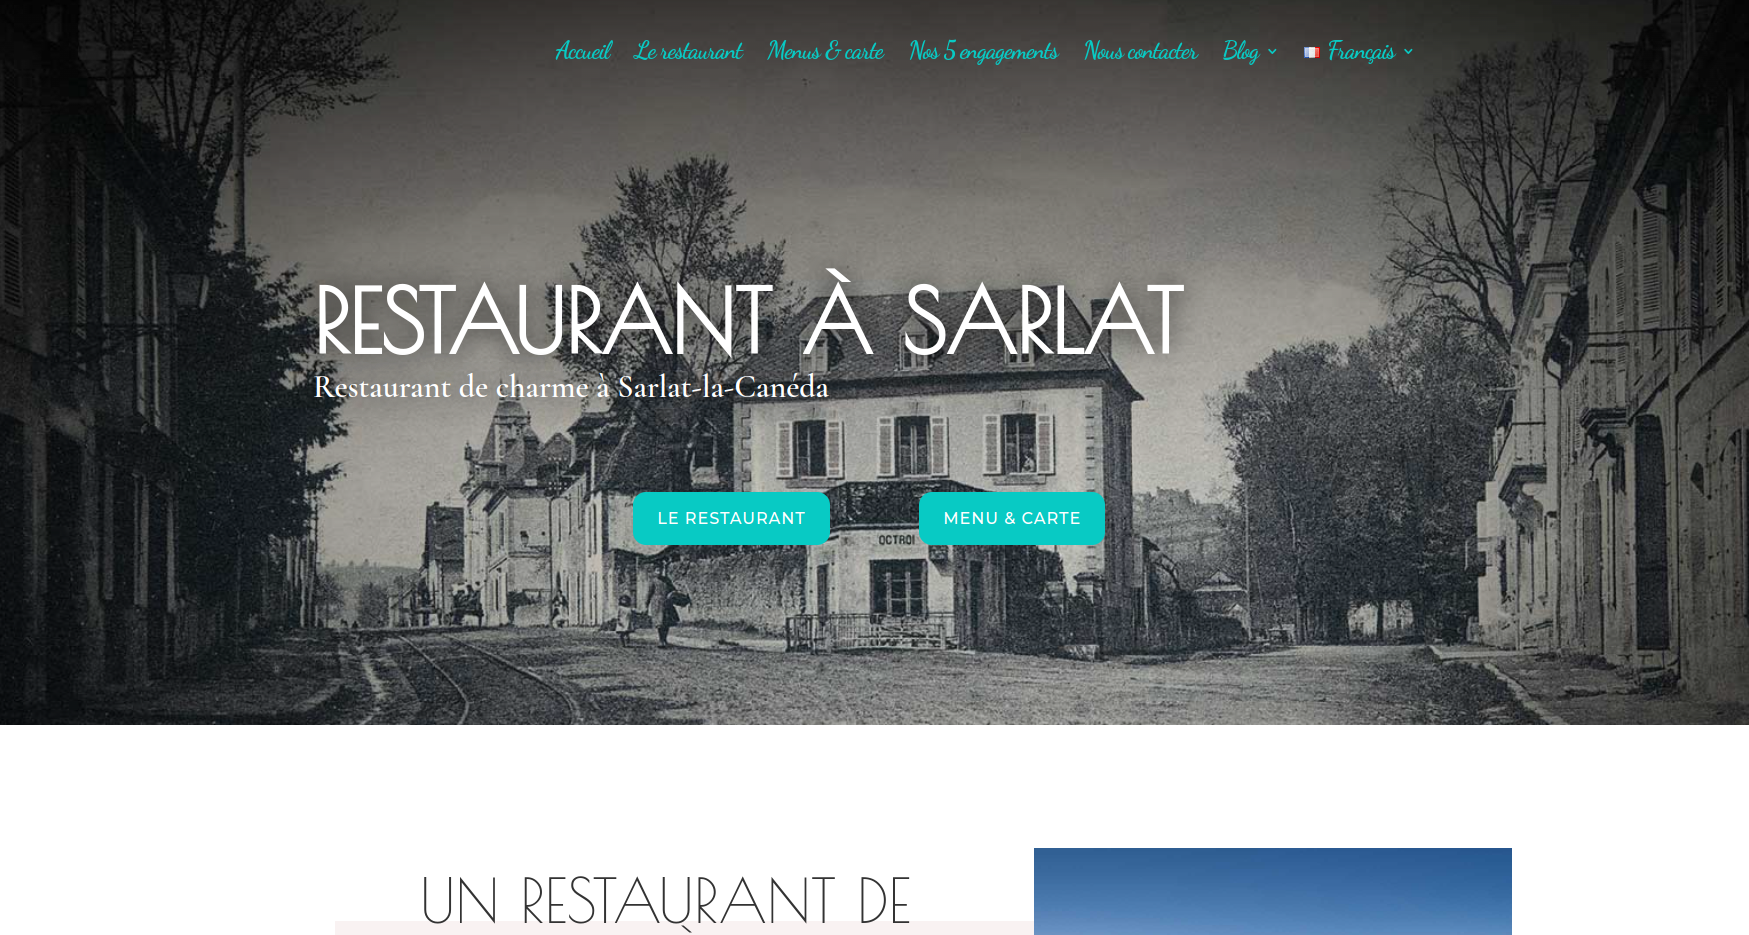 Accueil Le restaurant Menus & carte Nos 5 engagements Nous contacter Blog Français
RESTAURANT À SARLAT
Restaurant de charme à Sarlat-la-Canéda
LE RESTAURANT MENU & CARTE
OCTROI
UN RESTAURANT DE